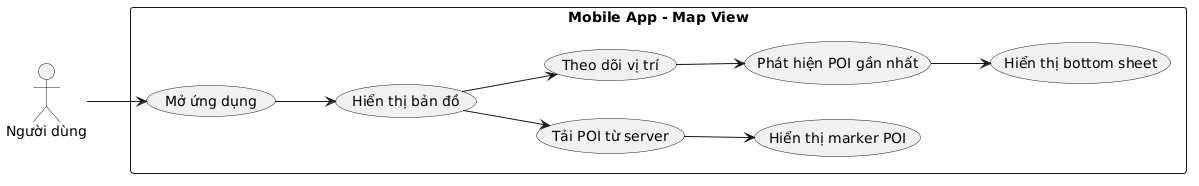 Mobile App - Map View
Người dùng
Mở ứng dụng
Hiển thị bản đồ
Theo dõi vị trí
Phát hiện POI gần nhất
Hiển thị bottom sheet
Tải POI từ server
Hiển thị marker POI